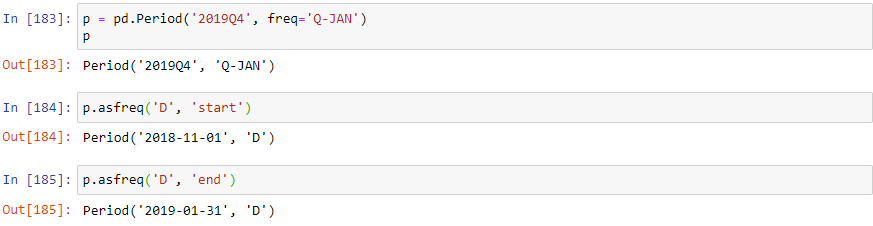 In [183]: p = pd.Period('2019Q4', freq='Q-JAN')
p
Out[183]: Period('2019Q4', 'Q-JAN')
In [184]: p.asfreq('D', 'start')
Out[184]: Period('2018-11-01', 'D')
In [185]: p.asfreq('D', 'end')
Out[185]: Period('2019-01-31', 'D')